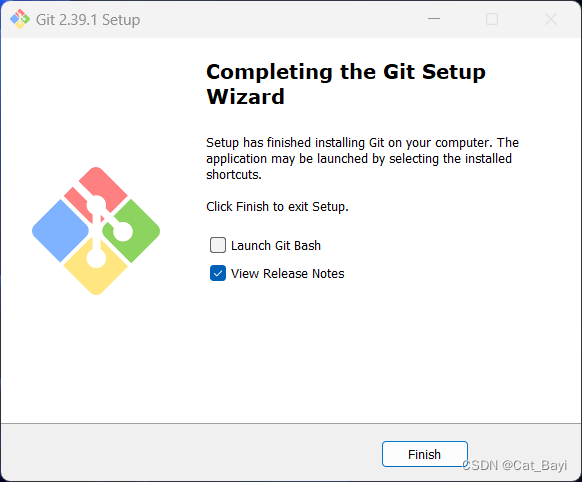 Git 2.39.1 Setup
Completing the Git Setup
Wizard
Setup has finished installing Git on your computer. The
application may be launched by selecting the installed
shortcuts.
Click Finish to exit Setup.
Launch Git Bash
View Release Notes
Finish
CSDN @Cat_Bayi